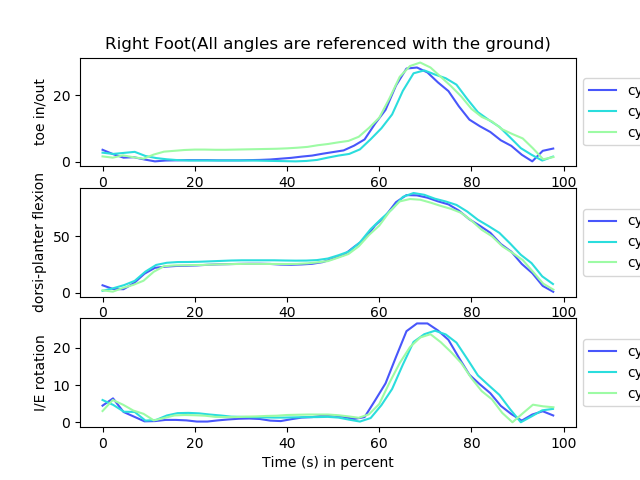 Right Foot(All angles are referenced with the ground)
toe in/out
20
0
0 20 40 60 80 100
cy
cy
cy
dorsi-planter flexion
50
0
0 20 40 60 80 100
cy
cy
cy
I/E rotation
20
10
0
0 20 40 60 80 100
cy
cy
cy
Time (s) in percent